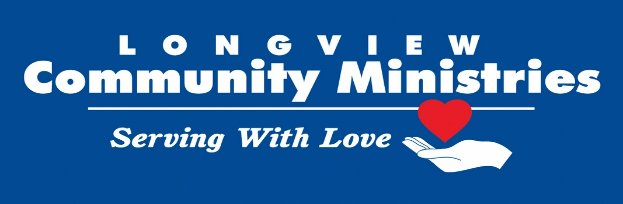 LONGVIEW
Community Ministries
Serving With Love